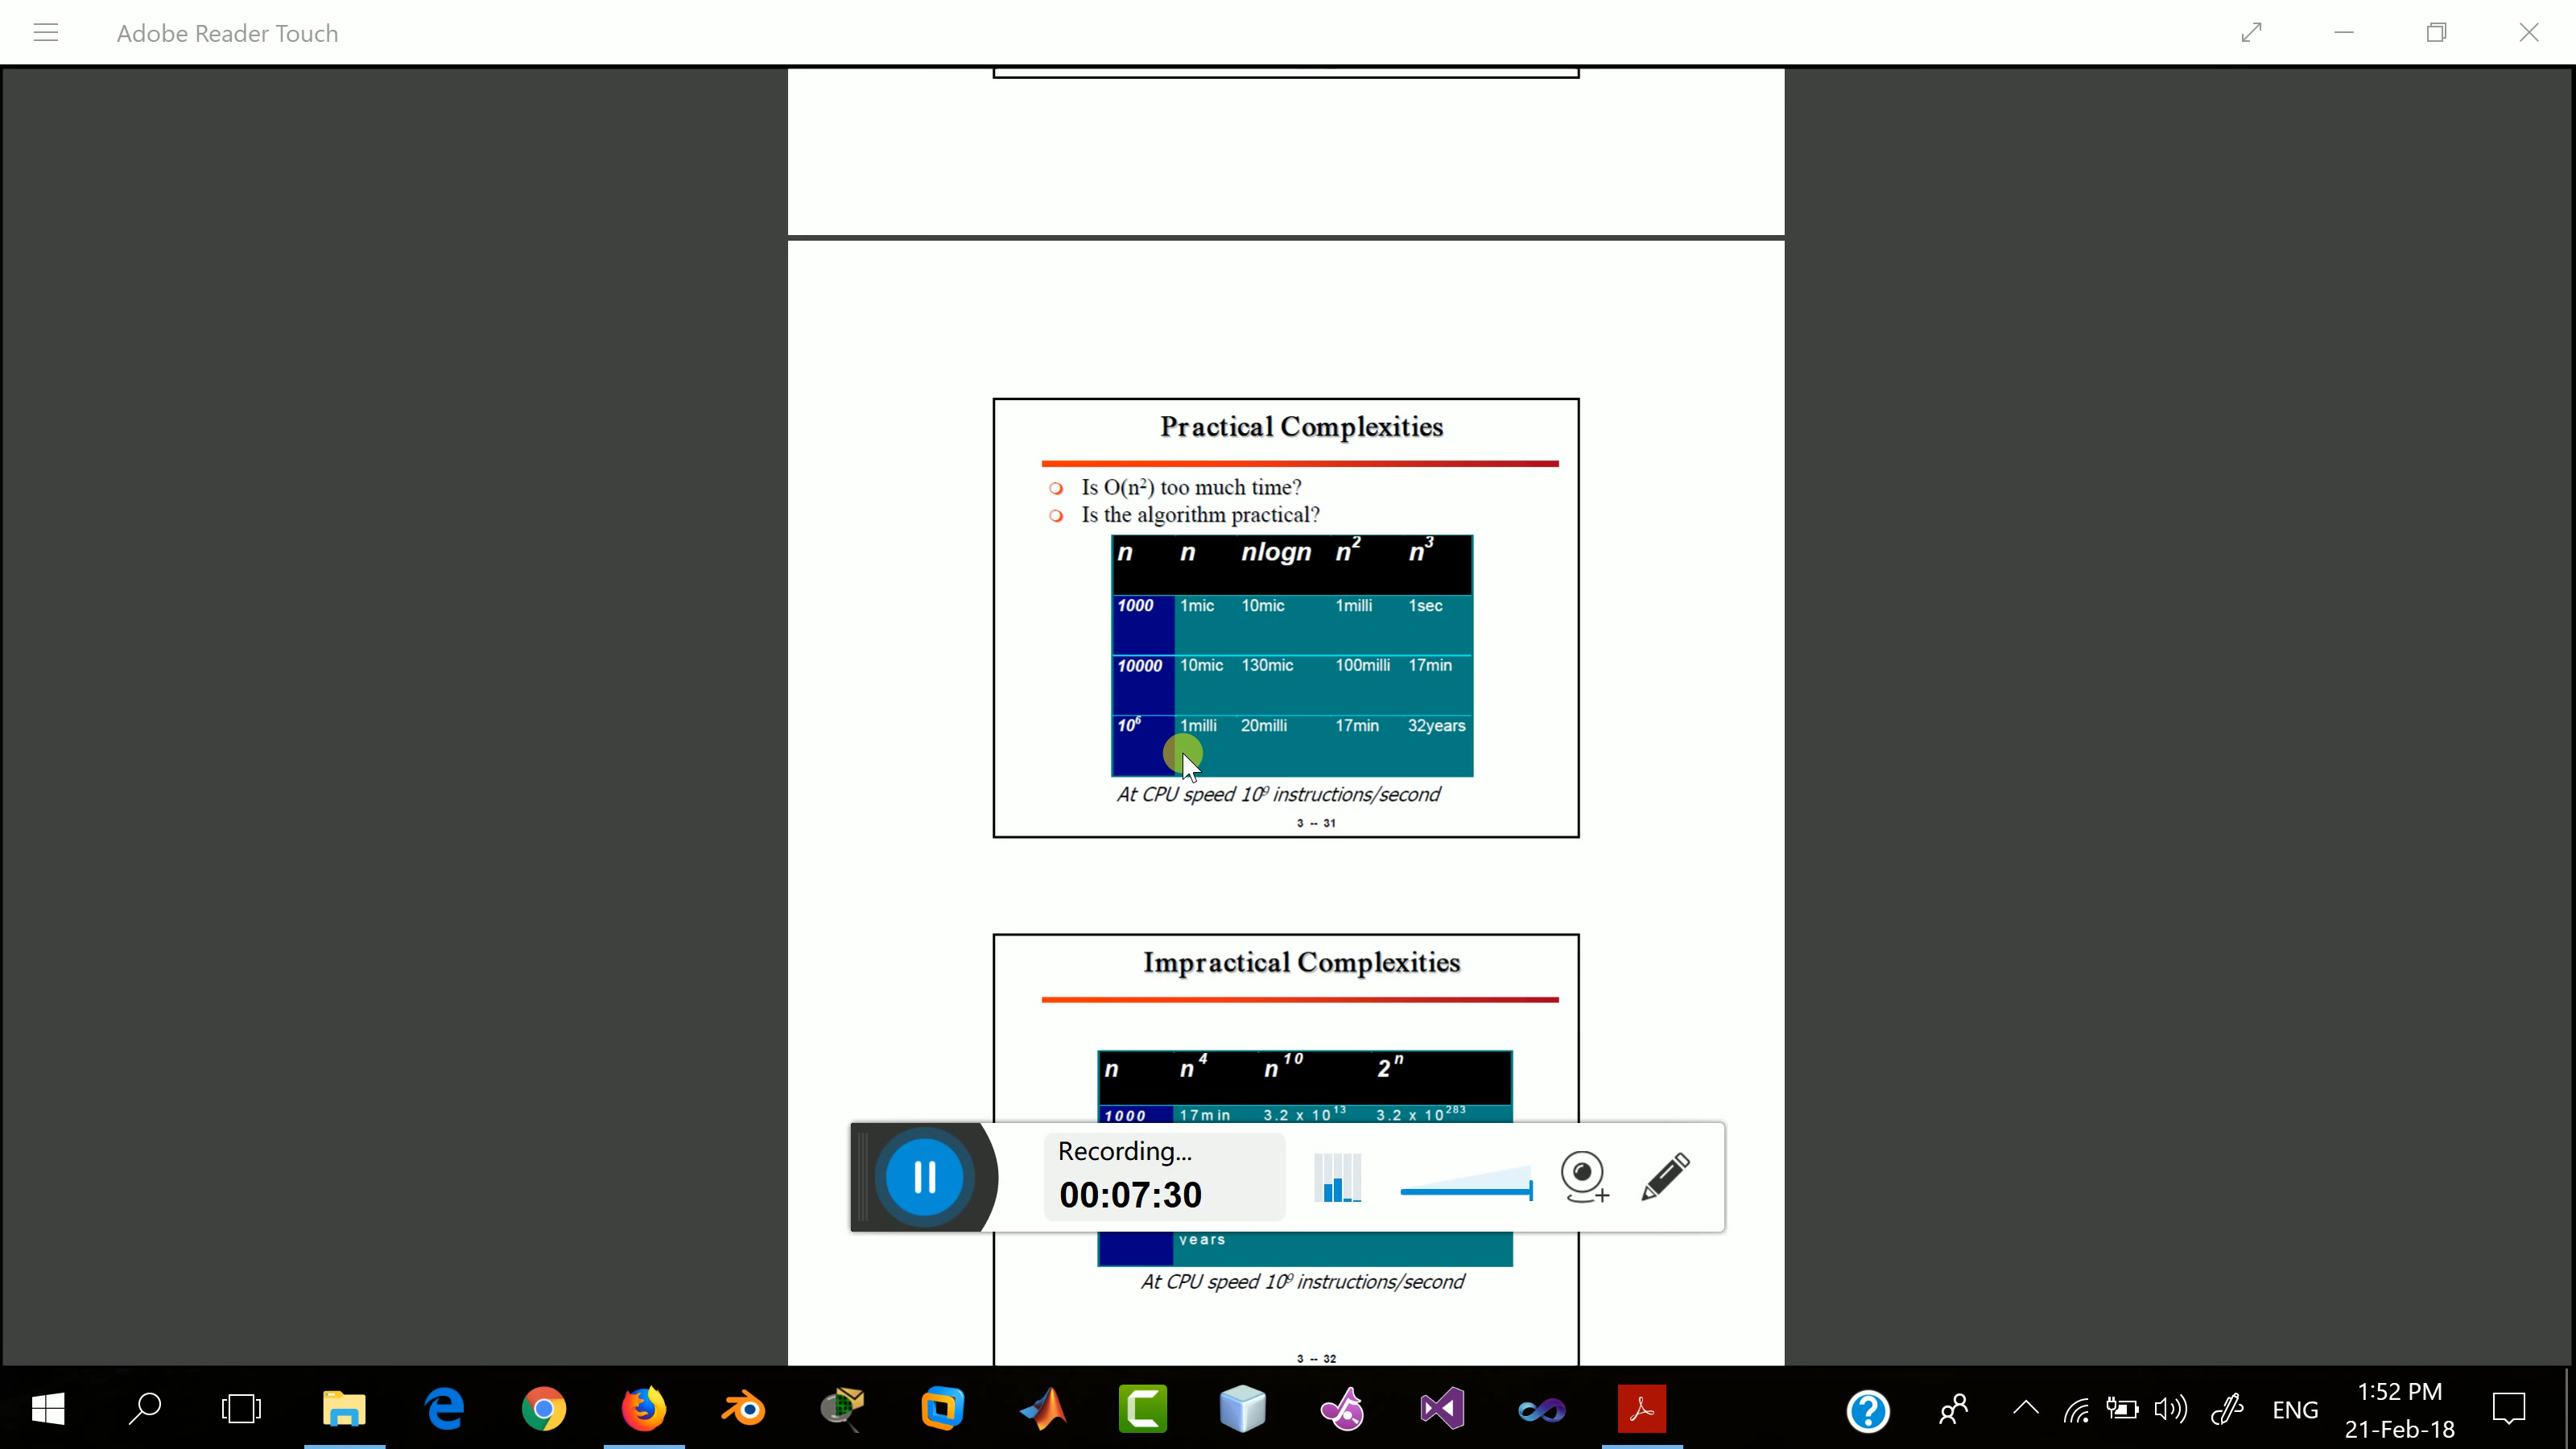 Adobe Reader Touch
Practical Complexities
Is O(n²) too much time?
Is the algorithm practical?
n n nlogn n² n³
1000 1mic 10mic 1milli 1sec
10000 10mic 130mic 100milli 17min
10⁶ 1milli 20milli 17min 32years
At CPU speed 10⁹ instructions/second
3 -- 31
Impractical Complexities
n n⁴ n¹⁰ 2ⁿ
1000 17min 3.2 x 10¹³ 3.2 x 10²⁸³
Recording...
00:07:30
years
At CPU speed 10⁹ instructions/second
3 -- 32
ENG
1:52 PM
21-Feb-18